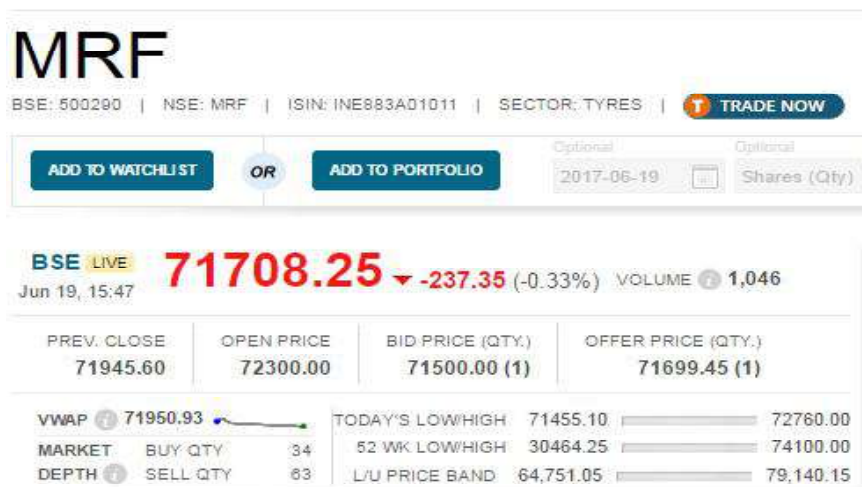 MRF
BSE: 500290 | NSE: MRF | ISIN: INE883A01011 | SECTOR: TYRES | T TRADE NOW
Optional Optional
ADD TO WATCHLIST OR ADD TO PORTFOLIO 2017-06-19 Shares (Qty)
BSE LIVE 71708.25 -237.35 (-0.33%) VOLUME i 1,046
Jun 19, 15:47
PREV. CLOSE OPEN PRICE BID PRICE (QTY.) OFFER PRICE (QTY.)
71945.60 72300.00 71500.00 (1) 71699.45 (1)
VWAP i 71950.93 TODAY'S LOW/HIGH 71455.10 72760.00
MARKET BUY QTY 34 52 WK LOW/HIGH 30464.25 74100.00
DEPTH i SELL QTY 63 L/U PRICE BAND 64,751.05 79,140.15